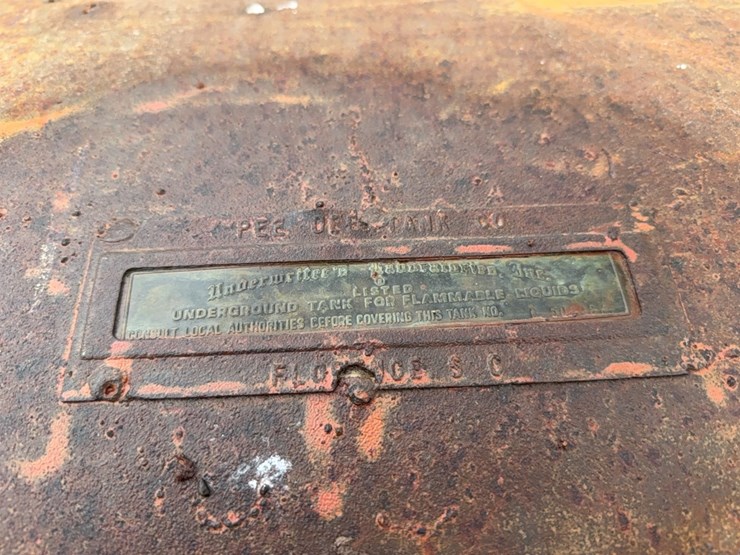 A
PEE DEE TANK CO
Underwriter's Laboratories, Inc.
LISTED
UNDERGROUND TANK FOR FLAMMABLE LIQUIDS
CONSULT LOCAL AUTHORITIES BEFORE COVERING THIS TANK NO.
FLORENCE S C